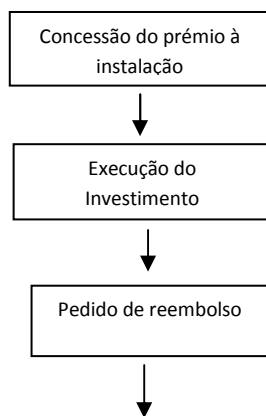 Concessão do prémio à
instalação
Execução do
Investimento
Pedido de reembolso